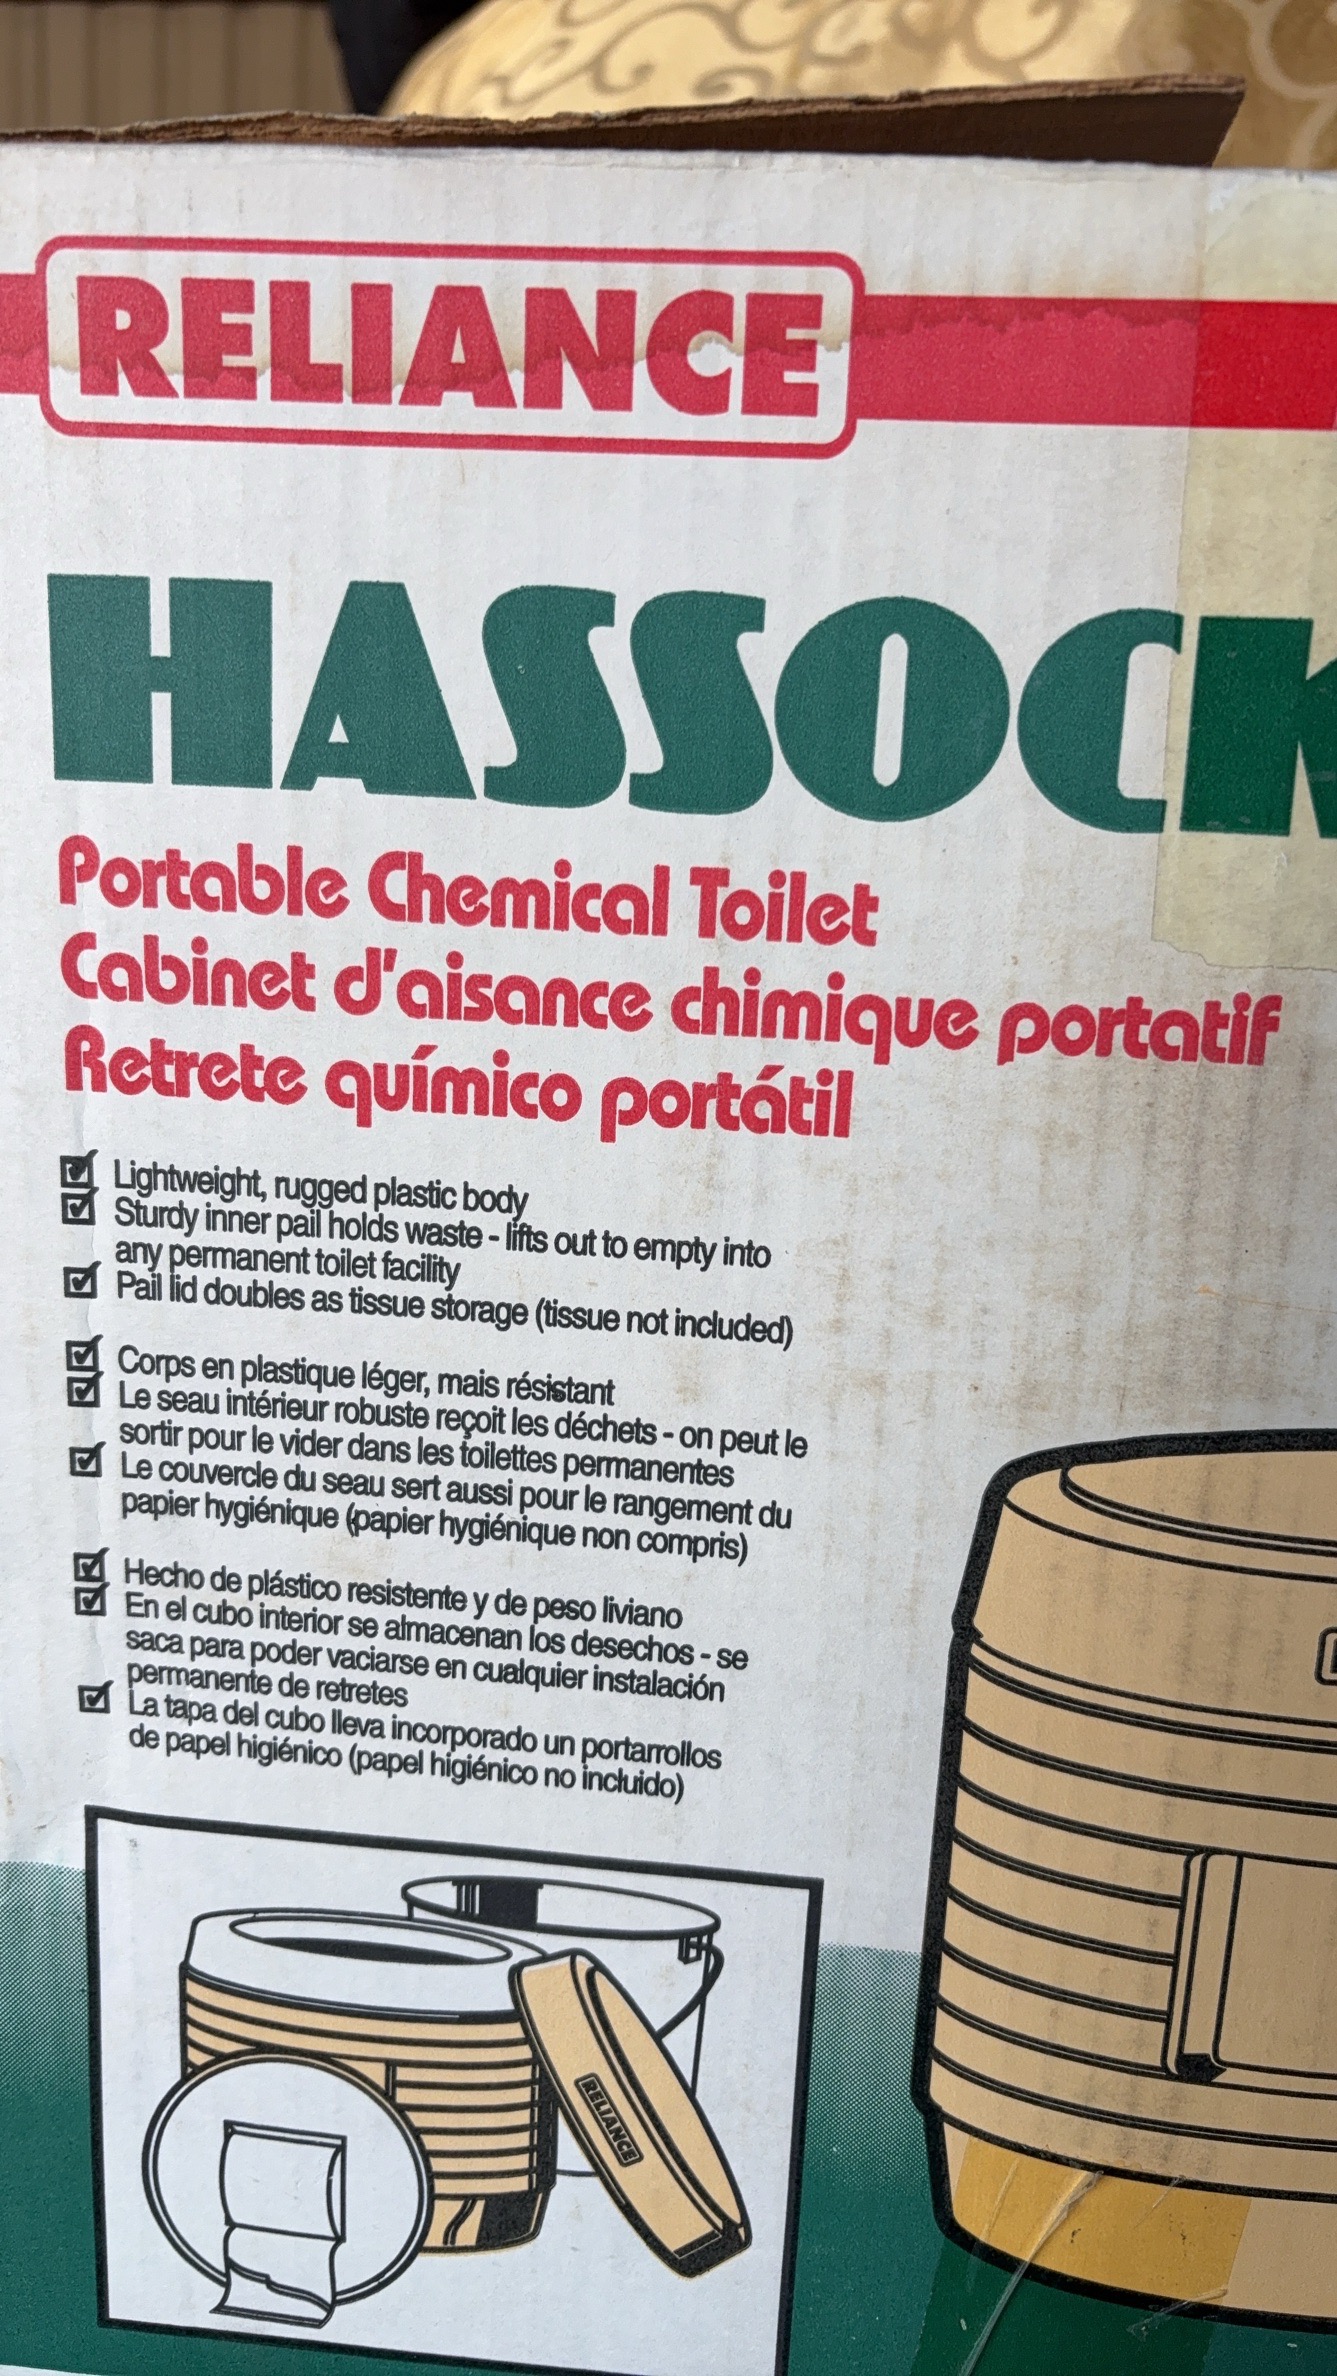 RELIANCE
HASSOCK
Portable Chemical Toilet
Cabinet d'aisance chimique portatif
Retrete químico portátil
Lightweight, rugged plastic body
Sturdy inner pail holds waste - lifts out to empty into
any permanent toilet facility
Pail lid doubles as tissue storage (tissue not included)
Corps en plastique léger, mais résistant
Le seau intérieur robuste reçoit les déchets - on peut le
sortir pour le vider dans les toilettes permanentes
Le couvercle du seau sert aussi pour le rangement du
papier hygiénique (papier hygiénique non compris)
Hecho de plástico resistente y de peso liviano
En el cubo interior se almacenan los desechos - se
saca para poder vaciarse en cualquier instalación
permanente de retretes
La tapa del cubo lleva incorporado un portarrollos
de papel higiénico (papel higiénico no incluido)
RELIANCE